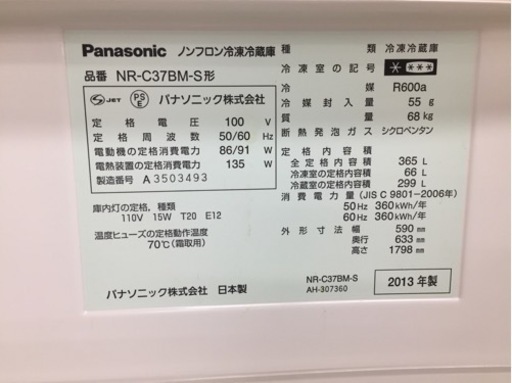 Panasonic ノンフロン冷凍冷蔵庫
品番 NR-C37BM-S形
S JET PS E パナソニック株式会社
定格電圧 100 V
定格周波数 50/60 Hz
電動機の定格消費電力 86/91 W
電熱装置の定格消費電力 135 W
製造番号 A 3503493
庫内灯の定格，種類
110V 15W T20 E12
温度ヒューズの定格動作温度
70℃(霜取用)
パナソニック株式会社 日本製
種類 冷凍冷蔵庫
冷凍室の記号 * ***
冷媒 R600a
冷媒封入量 55 g
質量 68 kg
断熱発泡ガス シクロペンタン
定格内容積
全定格内容積 365 L
冷凍室の定格内容積 66 L
冷蔵室の定格内容積 299 L
消費電力量(JIS C 9801-2006年)
50 Hz 360 kWh/年
60 Hz 360 kWh/年
外形寸法 幅 590 mm
奥行 633 mm
高さ 1798 mm
NR-C37BM-S
AH-307360
2013 年製